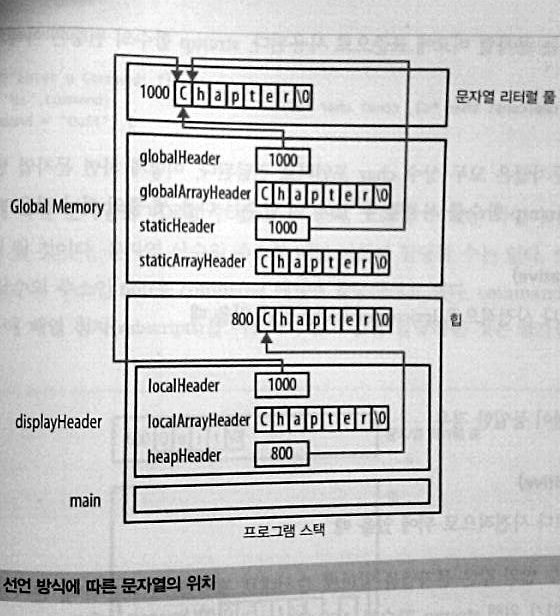 1000 C h a p t e r \0
문자열 리터럴 풀
globalHeader 1000
globalArrayHeader C h a p t e r \0
Global Memory
staticHeader 1000
staticArrayHeader C h a p t e r \0
800 C h a p t e r \0
힙
localHeader 1000
displayHeader
localArrayHeader C h a p t e r \0
heapHeader 800
main
프로그램 스택
선언 방식에 따른 문자열의 위치